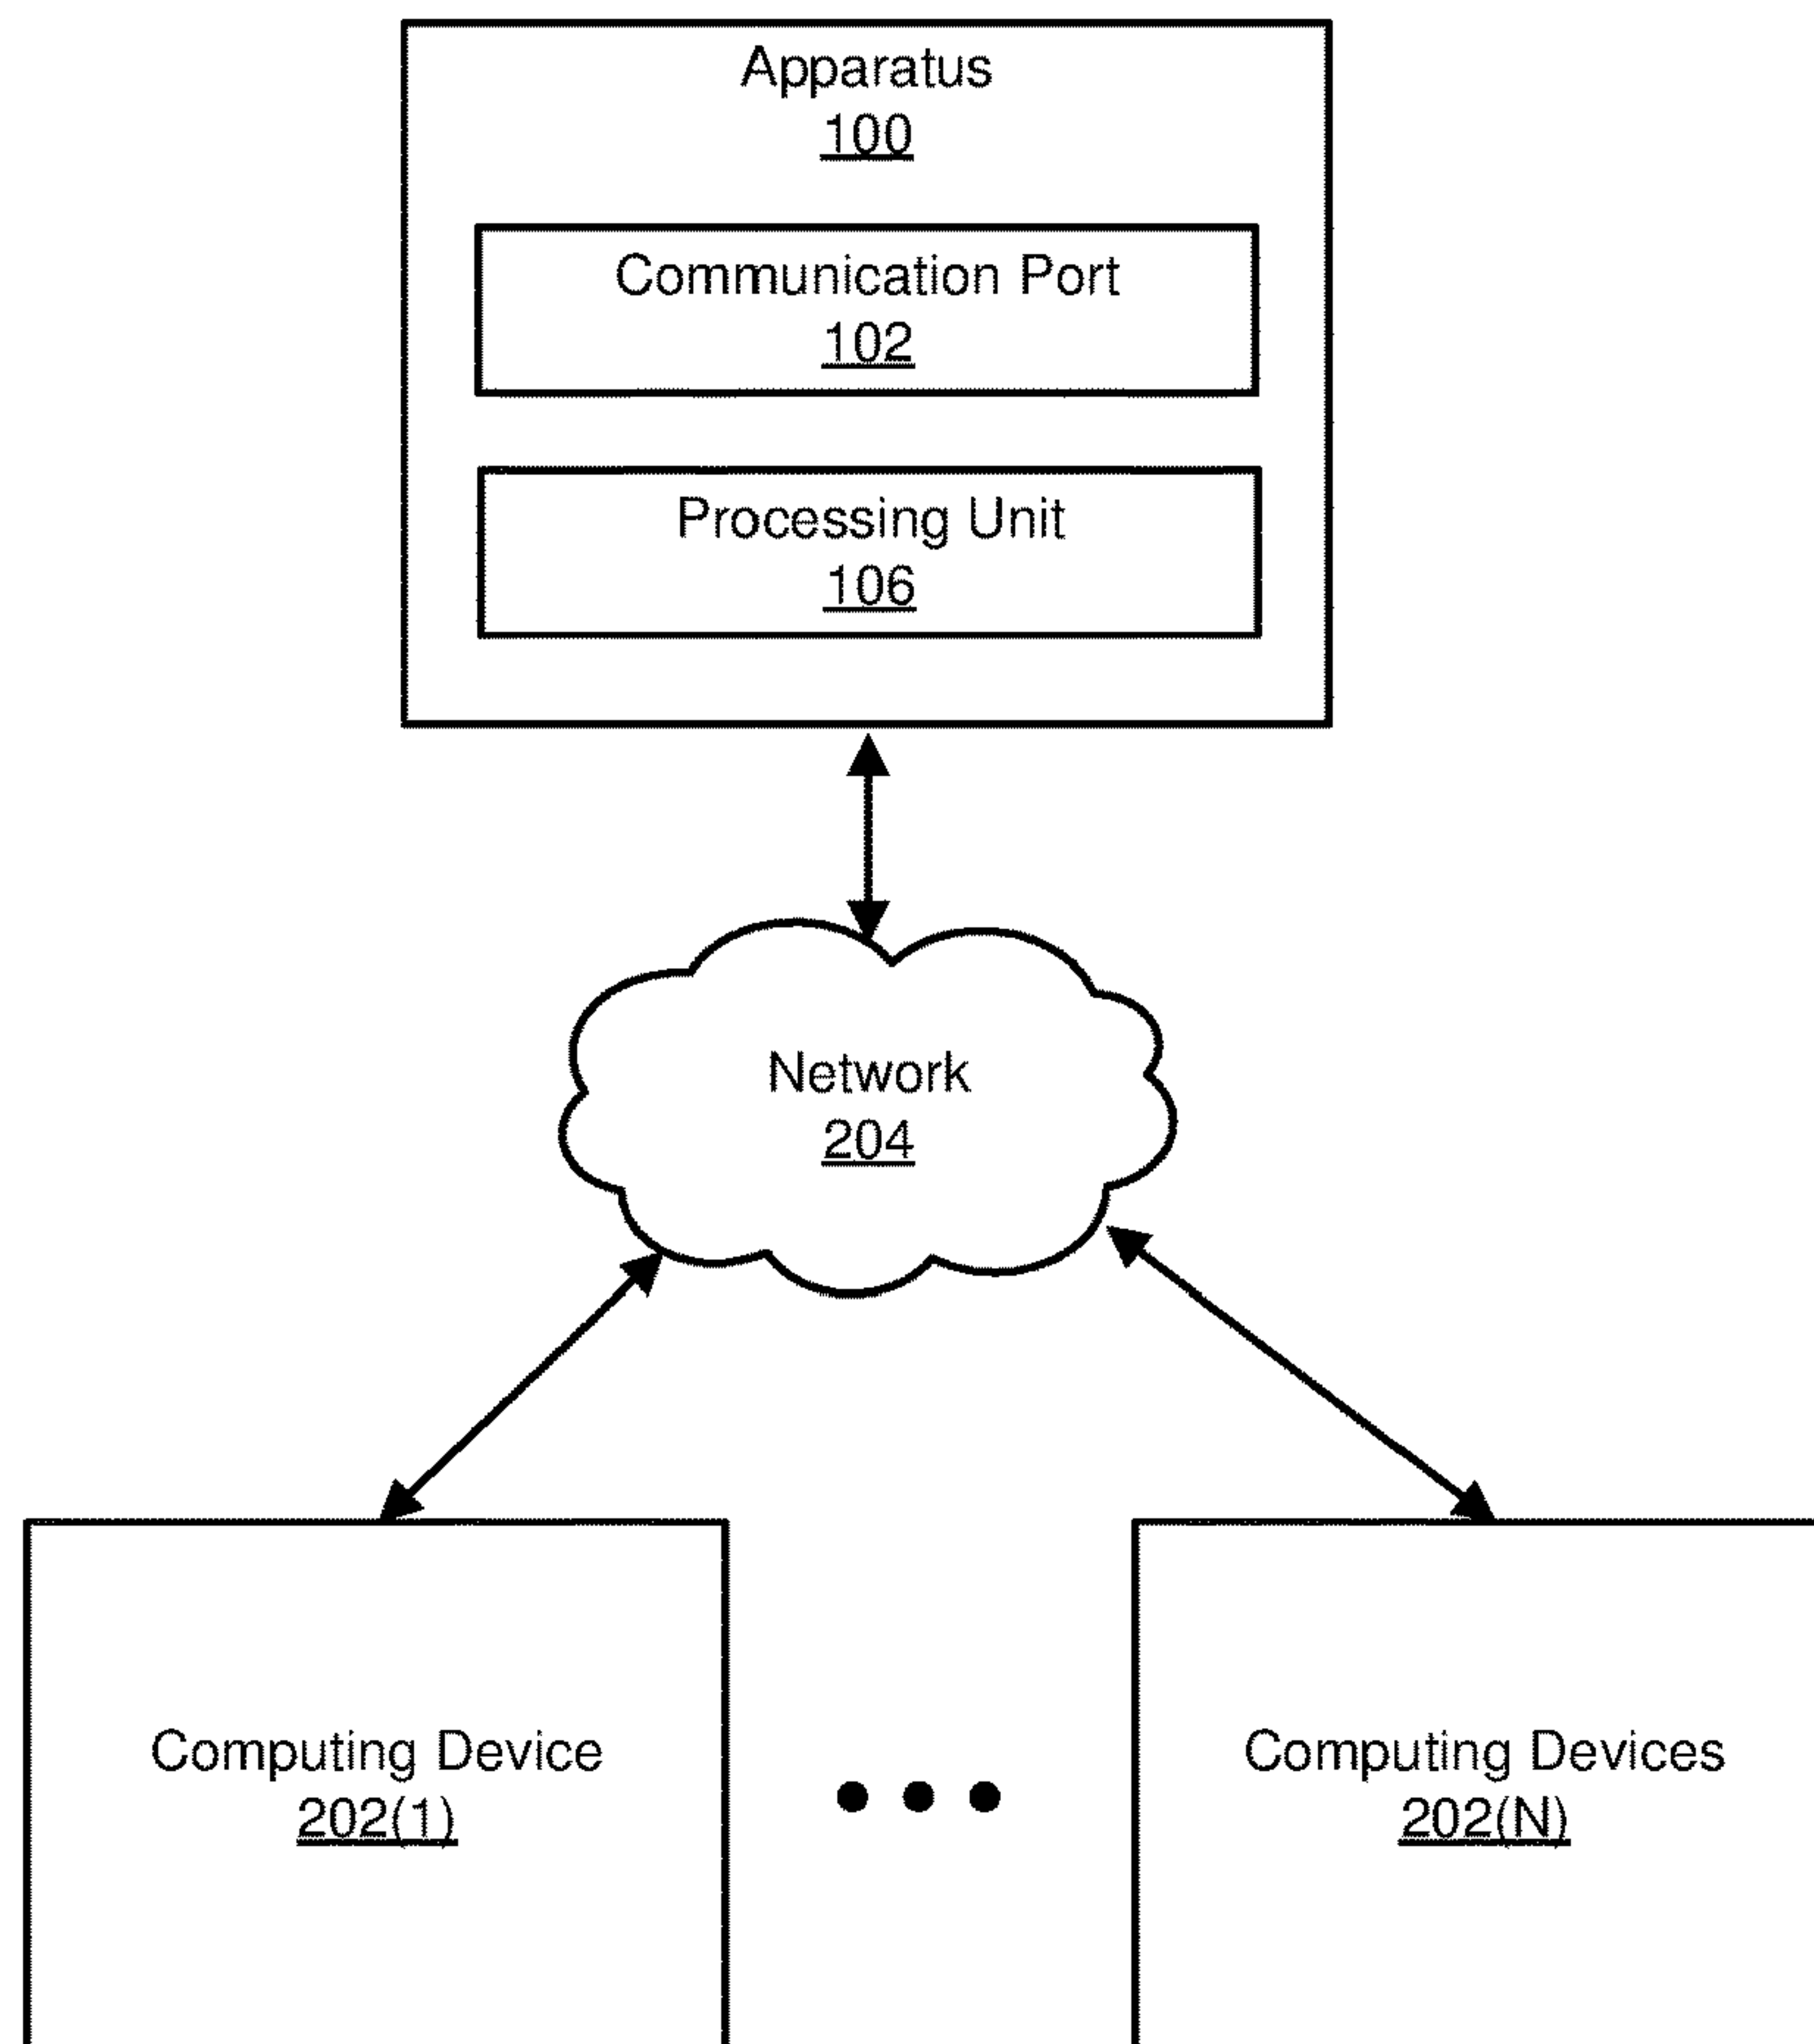 Apparatus
100
Communication Port
102
Processing Unit
106
Network
204
Computing Device
202(1)
Computing Devices
202(N)